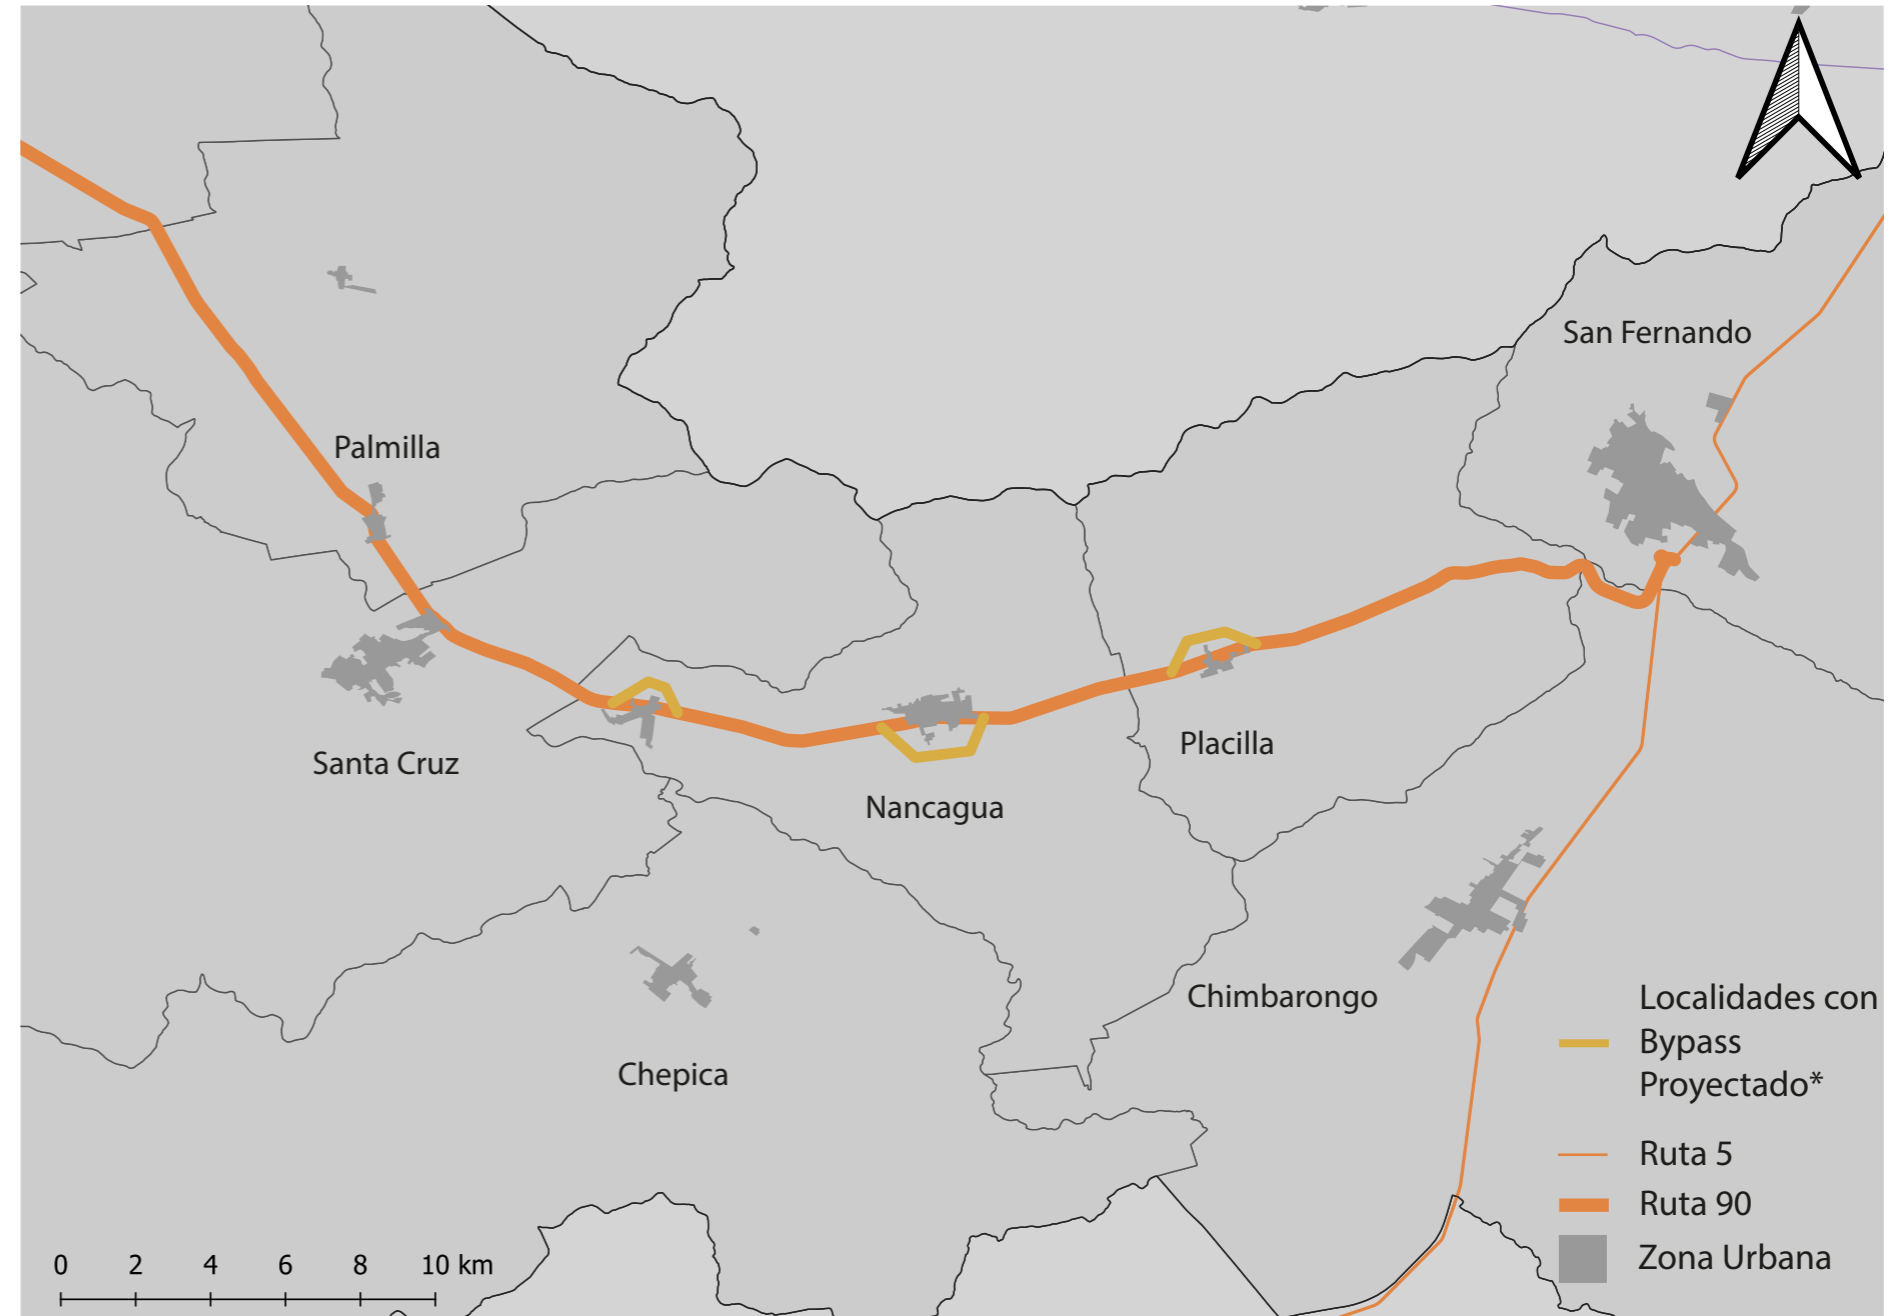 San Fernando
Palmilla
Santa Cruz
Nancagua
Placilla
Chimbarongo
Chepica
Localidades con
Bypass
Proyectado*
Ruta 5
Ruta 90
Zona Urbana
0 2 4 6 8 10 km